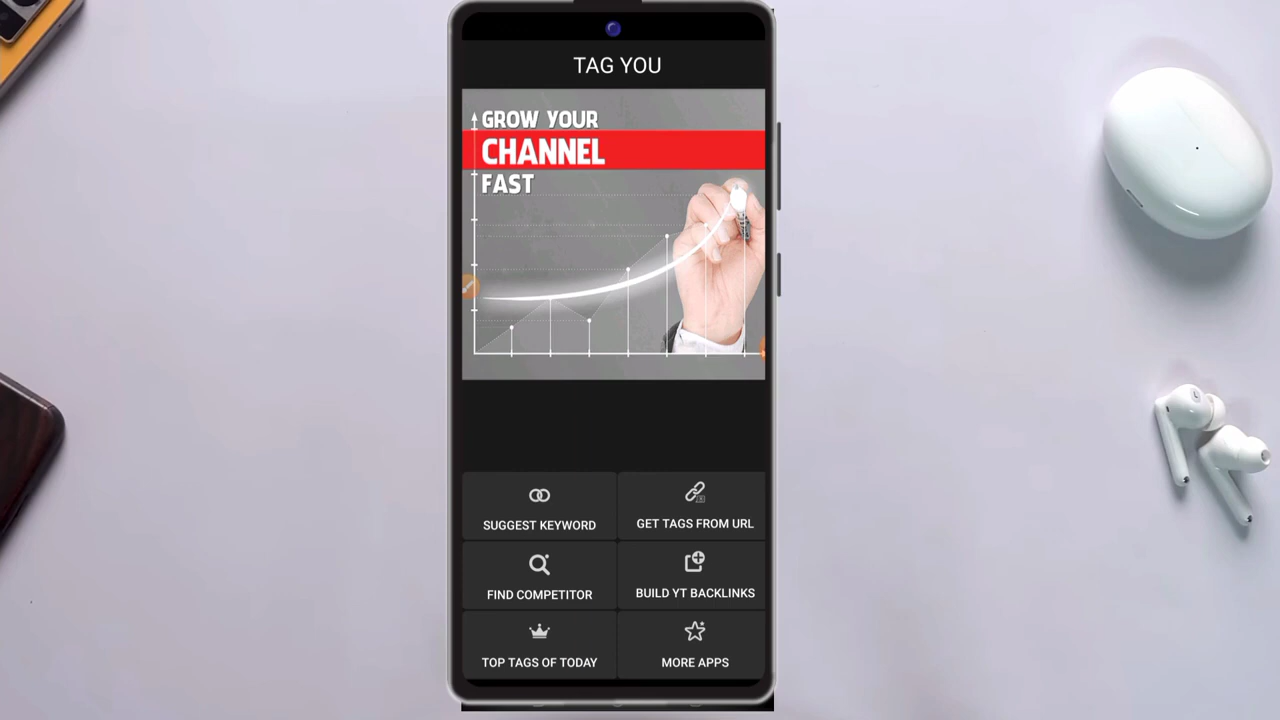 TAG YOU
GROW YOUR
CHANNEL
FAST
SUGGEST KEYWORD
GET TAGS FROM URL
FIND COMPETITOR
BUILD YT BACKLINKS
TOP TAGS OF TODAY
MORE APPS